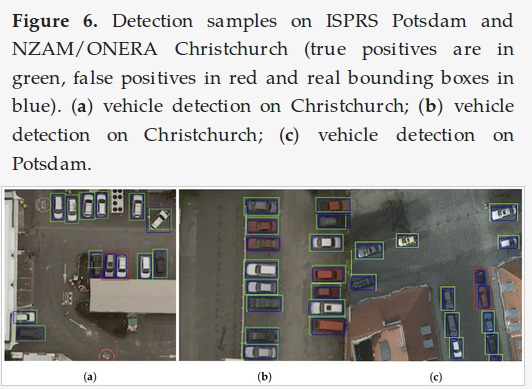 Figure 6. Detection samples on ISPRS Potsdam and
NZAM/ONERA Christchurch (true positives are in
green, false positives in red and real bounding boxes in
blue). (a) vehicle detection on Christchurch; (b) vehicle
detection on Christchurch; (c) vehicle detection on
Potsdam.
(a)
(b)
(c)